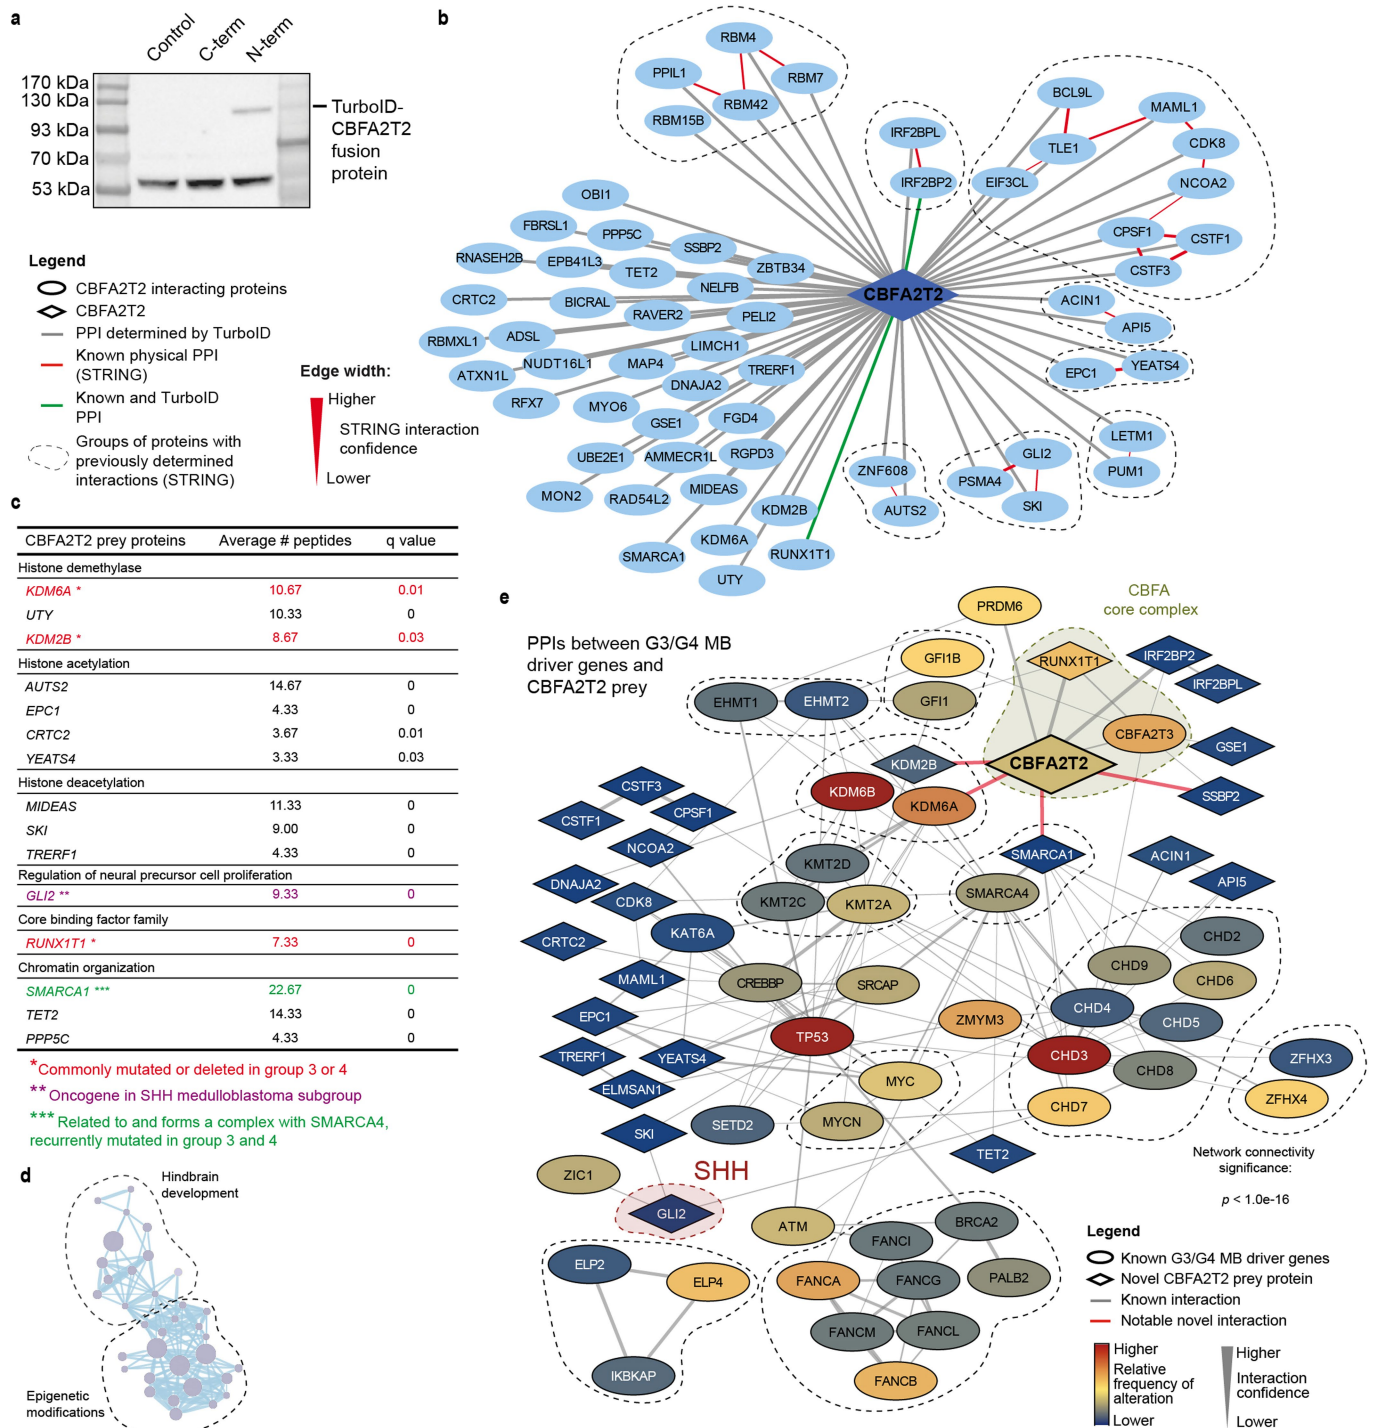 a
Control
C-term
N-term
170 kDa
130 kDa
93 kDa
70 kDa
53 kDa
TurboID-
CBFA2T2
fusion
protein
Legend
CBFA2T2 interacting proteins
CBFA2T2
PPI determined by TurboID
Known physical PPI
(STRING)
Known and TurboID
PPI
Groups of proteins with
previously determined
interactions (STRING)
Edge width:
Higher
STRING interaction
confidence
Lower
b
RBM4
PPIL1
RBM7
RBM42
RBM15B
IRF2BPL
IRF2BP2
BCL9L
MAML1
TLE1
CDK8
EIF3CL
NCOA2
CPSF1
CSTF1
CSTF3
OBI1
FBRSL1
PPP5C
SSBP2
RNASEH2B
EPB41L3
TET2
ZBTB34
NELFB
CBFA2T2
CRTC2
BICRAL
RAVER2
PELI2
ACIN1
API5
RBMXL1
ADSL
LIMCH1
NUDT16L1
MAP4
TRERF1
ATXN1L
DNAJA2
EPC1
YEATS4
RFX7
MYO6
GSE1
FGD4
LETM1
PUM1
UBE2E1
AMMECR1L
RGPD3
ZNF608
AUTS2
GLI2
PSMA4
SKI
MON2
RAD54L2
MIDEAS
KDM2B
SMARCA1
KDM6A
RUNX1T1
UTY
c
CBFA2T2 prey proteins Average # peptides q value
Histone demethylase
KDM6A * 10.67 0.01
UTY 10.33 0
KDM2B * 8.67 0.03
Histone acetylation
AUTS2 14.67 0
EPC1 4.33 0
CRTC2 3.67 0.01
YEATS4 3.33 0.03
Histone deacetylation
MIDEAS 11.33 0
SKI 9.00 0
TRERF1 4.33 0
Regulation of neural precursor cell proliferation
GLI2 ** 9.33 0
Core binding factor family
RUNX1T1 * 7.33 0
Chromatin organization
SMARCA1 *** 22.67 0
TET2 14.33 0
PPP5C 4.33 0
*Commonly mutated or deleted in group 3 or 4
** Oncogene in SHH medulloblastoma subgroup
*** Related to and forms a complex with SMARCA4,
recurrently mutated in group 3 and 4
d
Hindbrain
development
Epigenetic
modifications
e
PPIs between G3/G4 MB
driver genes and
CBFA2T2 prey
CBFA
core complex
PRDM6
GFI1B
RUNX1T1
IRF2BP2
IRF2BPL
EHMT1
EHMT2
GFI1
CBFA2T3
GSE1
KDM2B
CBFA2T2
SSBP2
CSTF3
KDM6B
KDM6A
CSTF1
CPSF1
NCOA2
KMT2D
SMARCA1
ACIN1
API5
DNAJA2
CDK8
KMT2C
KMT2A
SMARCA4
CRTC2
KAT6A
CHD2
CHD9
CHD6
MAML1
CREBBP
SRCAP
EPC1
ZMYM3
CHD4
CHD5
TP53
TRERF1
YEATS4
CHD3
CHD8
ZFHX3
ELMSAN1
MYC
ZFHX4
CHD7
SKI
SETD2
MYCN
TET2
Network connectivity
significance:
p < 1.0e-16
ZIC1
SHH
GLI2
ATM
BRCA2
FANCI
ELP2
ELP4
FANCA
FANCG
PALB2
FANCM
FANCL
IKBKAP
FANCB
Legend
Known G3/G4 MB driver genes
Novel CBFA2T2 prey protein
Known interaction
Notable novel interaction
Higher
Relative
frequency of
alteration
Lower
Higher
Interaction
confidence
Lower